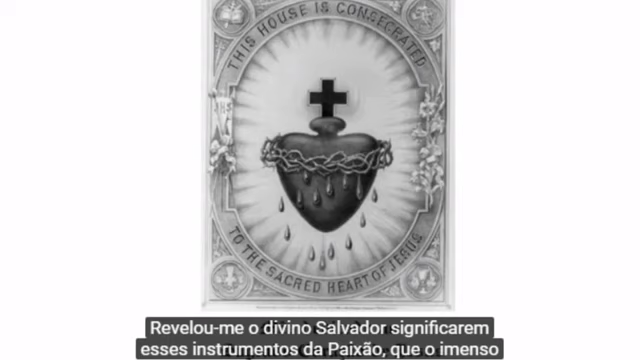 THIS HOUSE IS CONSECRATED
IHS
TO THE SACRED HEART OF JESUS
Revelou-me o divino Salvador significarem
esses instrumentos da Paixão, que o imenso